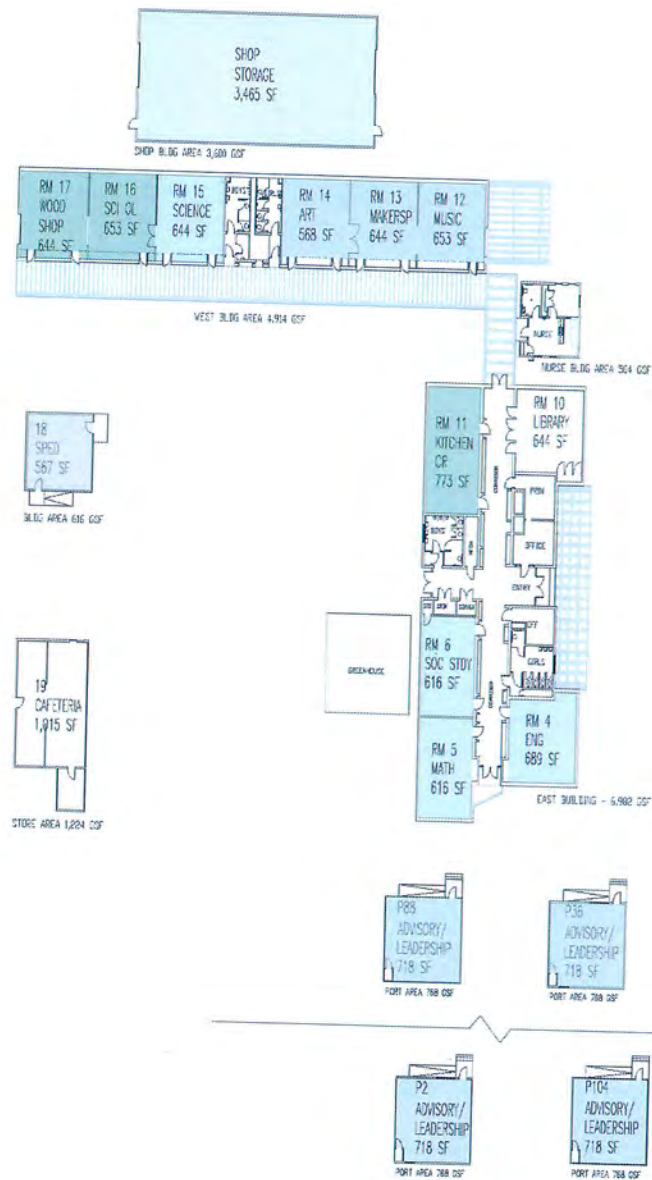 SHOP
STORAGE
3,465 SF
SHOP BLDG AREA 3,600 GSF
RM 17
WOOD
SHOP
644 SF
RM 16
SCI OL
653 SF
RM 15
SCIENCE
644 SF
BOYS
GIRLS
RM 14
ART
568 SF
RM 13
MAKERSP
644 SF
RM 12
MUSIC
653 SF
WEST BLDG AREA 4,914 GSF
NURSE
NURSE BLDG AREA 504 GSF
18
SPED
567 SF
BLDG AREA 616 GSF
RM 11
KITCHEN
CR
773 SF
CORRIDOR
RM 10
LIBRARY
644 SF
PRIN
OFFICE
BOYS
ENTRY
OFF
GIRLS
GREENHOUSE
RM 6
SOC STDY
616 SF
CORRIDOR
RM 5
MATH
616 SF
RM 4
ENG
689 SF
EAST BUILDING - 6,982 GSF
19
CAFETERIA
1,015 SF
STORE AREA 1,224 GSF
P88
ADVISORY/
LEADERSHIP
718 SF
PORT AREA 768 GSF
P36
ADVISORY/
LEADERSHIP
718 SF
PORT AREA 768 GSF
P2
ADVISORY/
LEADERSHIP
718 SF
PORT AREA 768 GSF
P104
ADVISORY/
LEADERSHIP
718 SF
PORT AREA 768 GSF